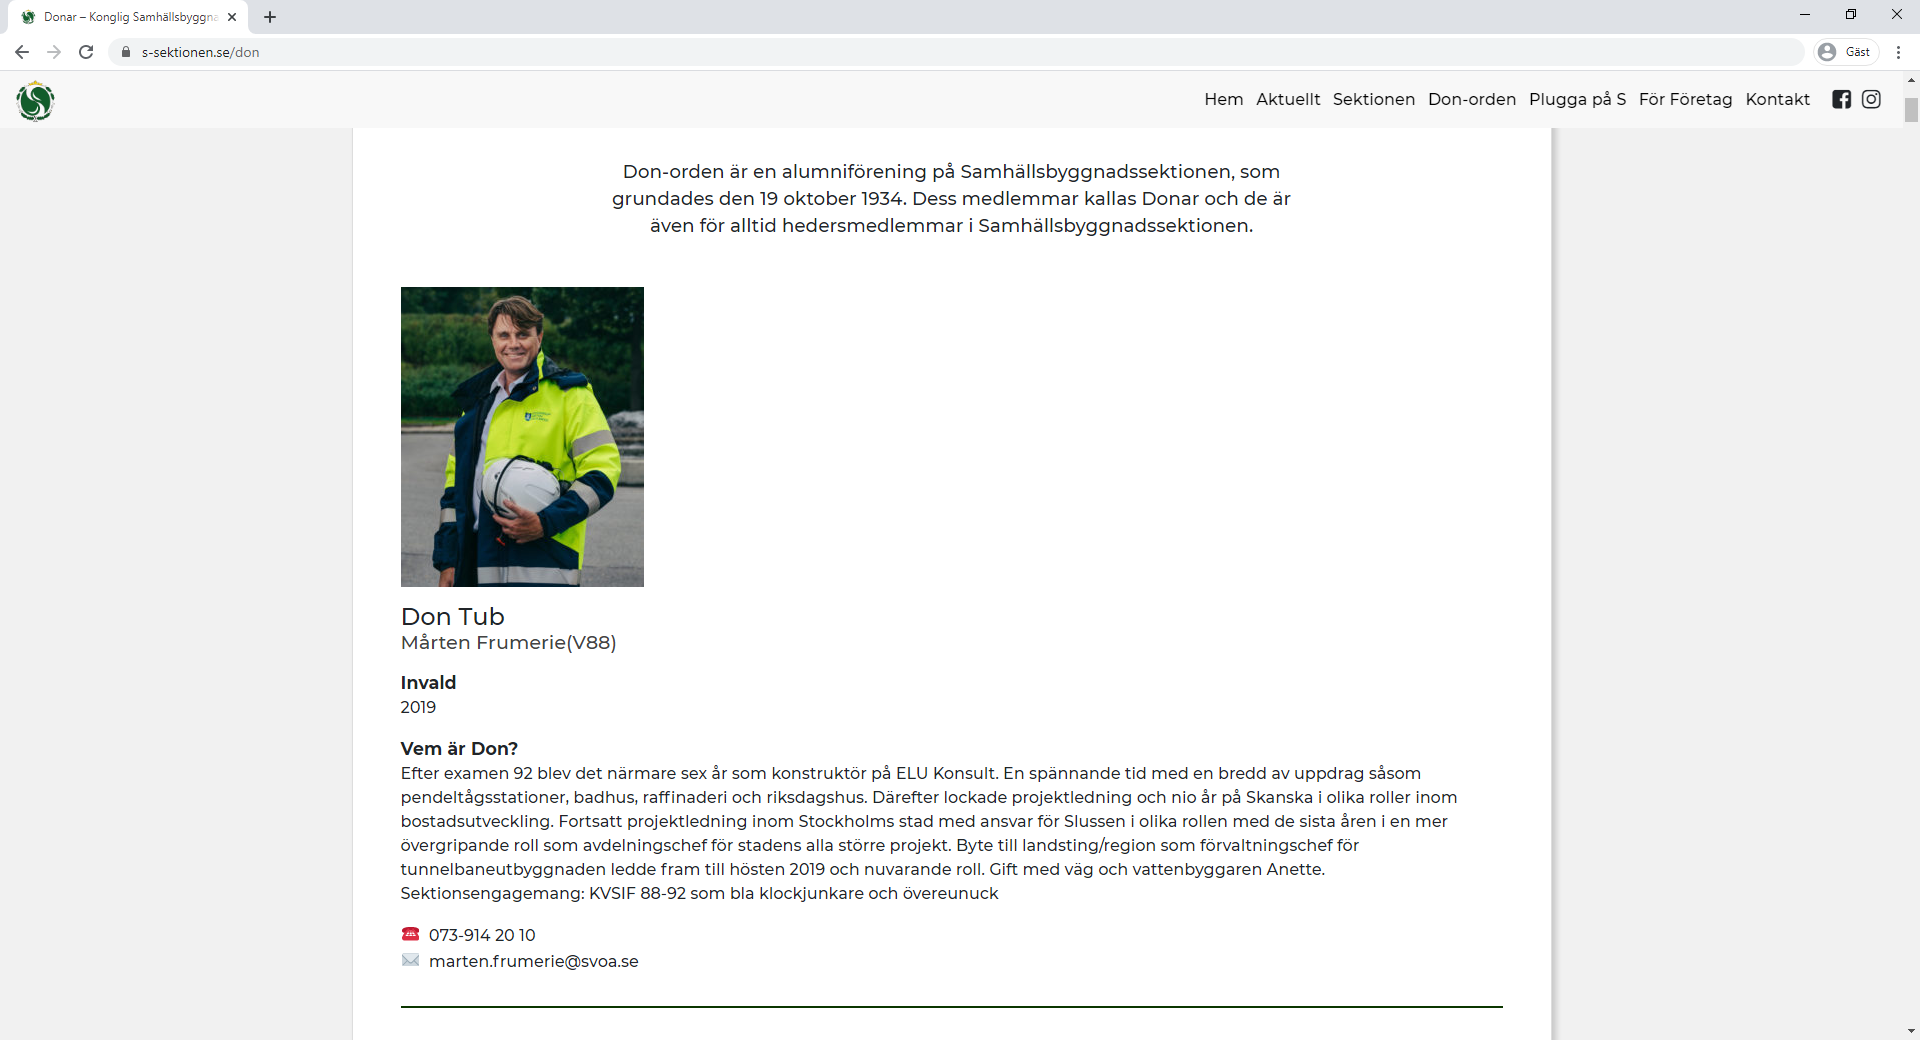 Donar – Konglig Samhällsbyggna
s-sektionen.se/don
Gäst
Hem Aktuellt Sektionen Don-orden Plugga på S För Företag Kontakt
Don-orden är en alumniförening på Samhällsbyggnadssektionen, som
grundades den 19 oktober 1934. Dess medlemmar kallas Donar och de är
även för alltid hedersmedlemmar i Samhällsbyggnadssektionen.
Don Tub
Mårten Frumerie(V88)
Invald
2019
Vem är Don?
Efter examen 92 blev det närmare sex år som konstruktör på ELU Konsult. En spännande tid med en bredd av uppdrag såsom
pendeltågsstationer, badhus, raffinaderi och riksdagshus. Därefter lockade projektledning och nio år på Skanska i olika roller inom
bostadsutveckling. Fortsatt projektledning inom Stockholms stad med ansvar för Slussen i olika rollen med de sista åren i en mer
övergripande roll som avdelningschef för stadens alla större projekt. Byte till landsting/region som förvaltningschef för
tunnelbaneutbyggnaden ledde fram till hösten 2019 och nuvarande roll. Gift med väg och vattenbyggaren Anette.
Sektionsengagemang: KVSIF 88-92 som bla klockjunkare och övereunuck
073-914 20 10
marten.frumerie@svoa.se